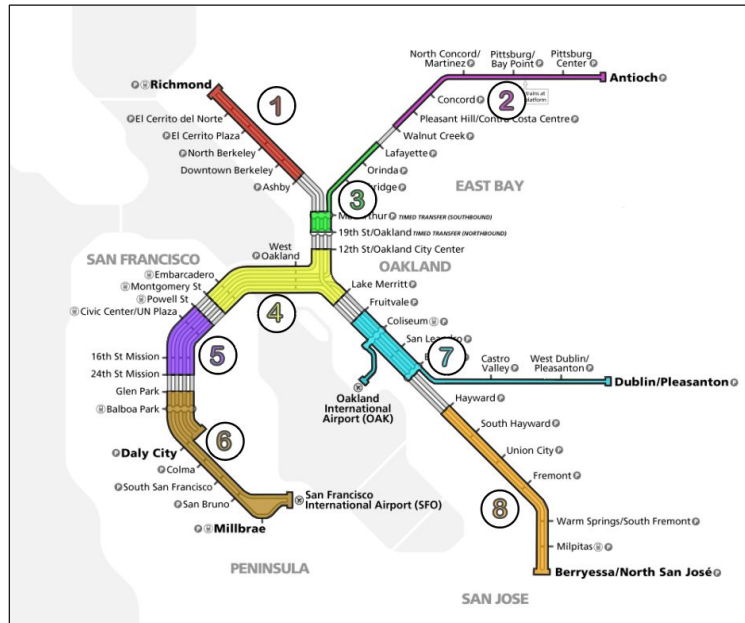 North Concord/
Martinez P
Pittsburg/
Bay Point P
Pittsburg
Center P
Antioch P
Richmond
1
2
Concord P
El Cerrito del Norte
El Cerrito Plaza
North Berkeley
Downtown Berkeley
Ashby
Pleasant Hill/Contra Costa Centre P
Walnut Creek P
Lafayette P
Orinda P
3
EAST BAY
TIMED TRANSFER (SOUTHBOUND)
19th St/Oakland TIMED TRANSFER (NORTHBOUND)
12th St/Oakland City Center
West
Oakland
SAN FRANCISCO
OAKLAND
Embarcadero
Montgomery St
Powell St
Civic Center/UN Plaza
4
Lake Merritt P
Fruitvale P
Coliseum
5
7
16th St Mission
24th St Mission
Glen Park
Balboa Park
Castro
Valley P
West Dublin/
Pleasanton P
Dublin/Pleasanton P
Oakland
International
Airport (OAK)
Hayward P
6
South Hayward P
Union City P
Fremont P
Daly City
Colma
South San Francisco
San Bruno
Millbrae
San Francisco
International Airport (SFO)
8
Warm Springs/South Fremont P
Milpitas P
Berryessa/North San José P
PENINSULA
SAN JOSE